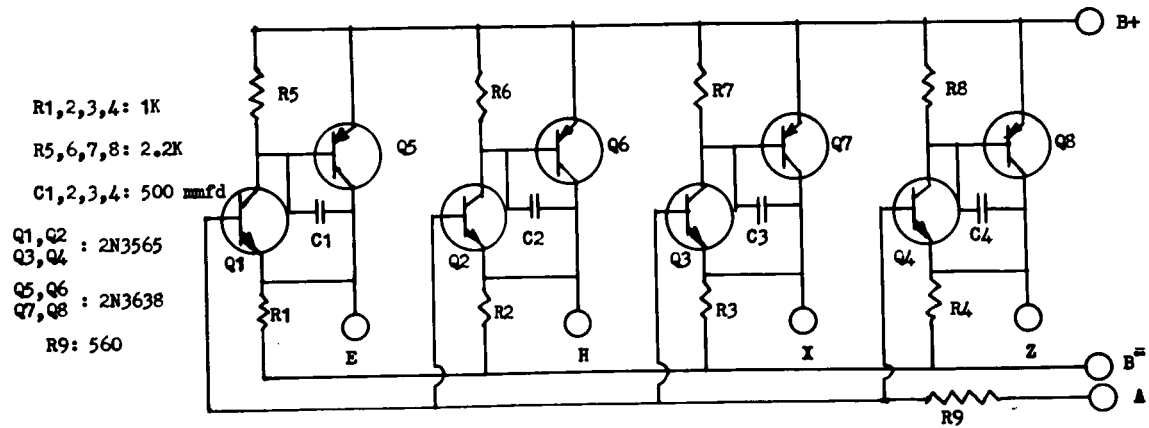 B+
R5
R6
R7
R8
R1,2,3,4: 1K
R5,6,7,8: 2.2K
C1,2,3,4: 500 mmfd
Q5
Q6
Q7
Q8
Q1,Q2
Q3,Q4 : 2N3565
Q5,Q6
Q7,Q8 : 2N3638
R9: 560
Q1
C1
Q2
C2
Q3
C3
Q4
C4
R1
R2
R3
R4
E
H
X
Z
B=
A
R9